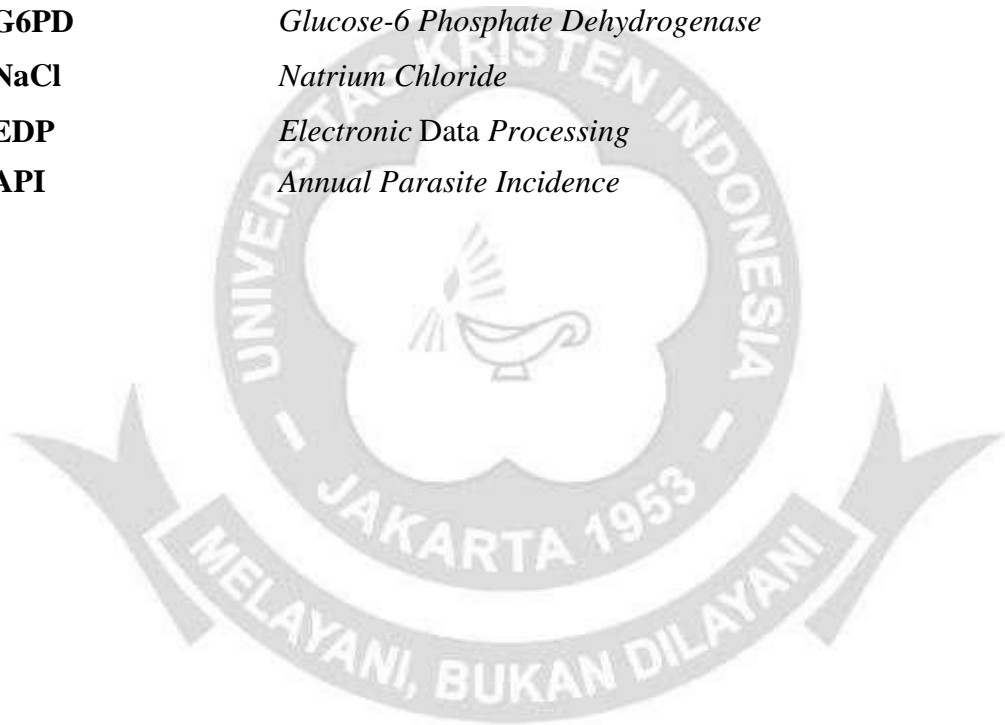 G6PD Glucose-6 Phosphate Dehydrogenase
NaCl Natrium Chloride
EDP Electronic Data Processing
API Annual Parasite Incidence
UNIVERSITAS KRISTEN INDONESIA
- JAKARTA 1953 -
MELAYANI, BUKAN DILAYANI